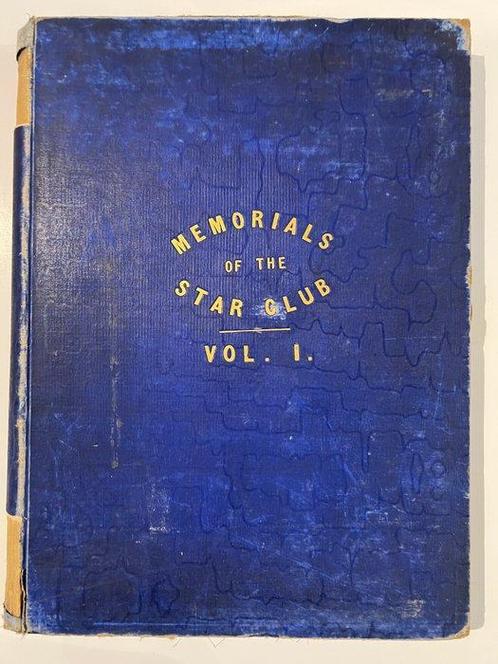 MEMORIALS
OF THE
STAR CLUB
VOL. I.